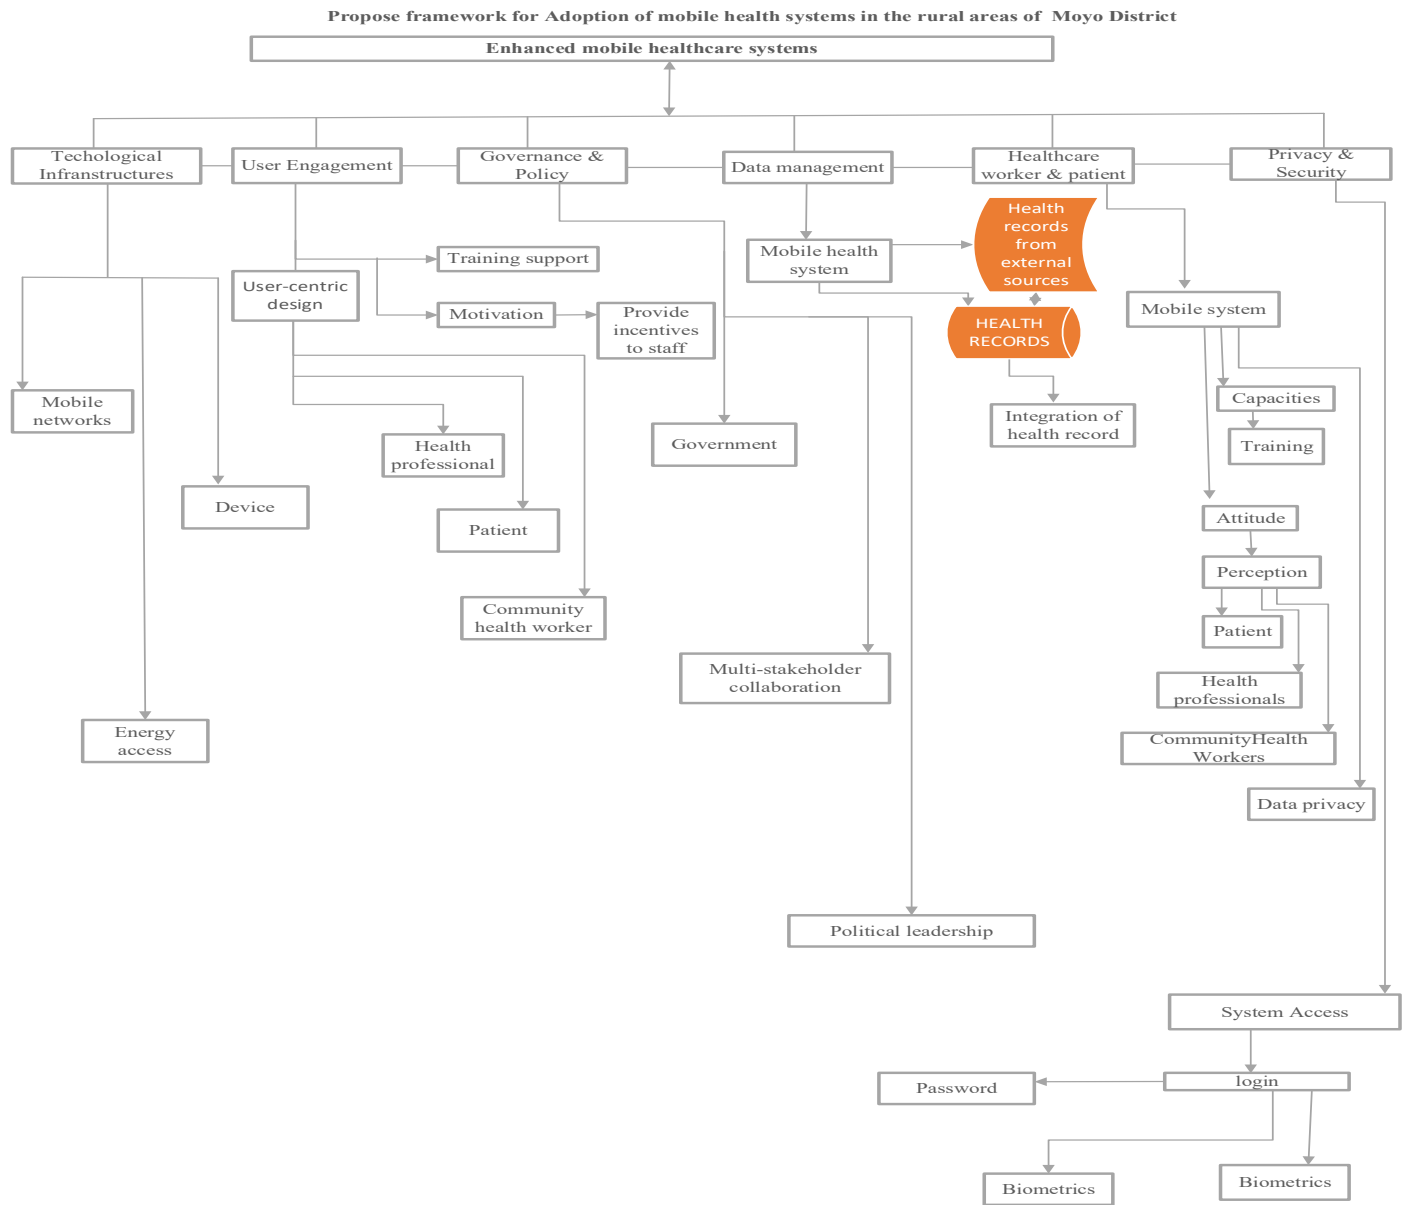 Propose framework for Adoption of mobile health systems in the rural areas of Moyo District
Enhanced mobile healthcare systems
Techological
Infranstructures
User Engagement
Governance &
Policy
Data management
Healthcare
worker & patient
Privacy &
Security
Health
records
from
external
sources
Training support
Mobile health
system
User-centric
design
Motivation
Provide
incentives
to staff
HEALTH
RECORDS
Mobile system
Mobile
networks
Capacities
Integration of
health record
Government
Health
professional
Training
Device
Patient
Attitude
Perception
Community
health worker
Patient
Multi-stakeholder
collaboration
Health
professionals
Energy
access
CommunityHealth
Workers
Data privacy
Political leadership
System Access
login
Password
Biometrics
Biometrics